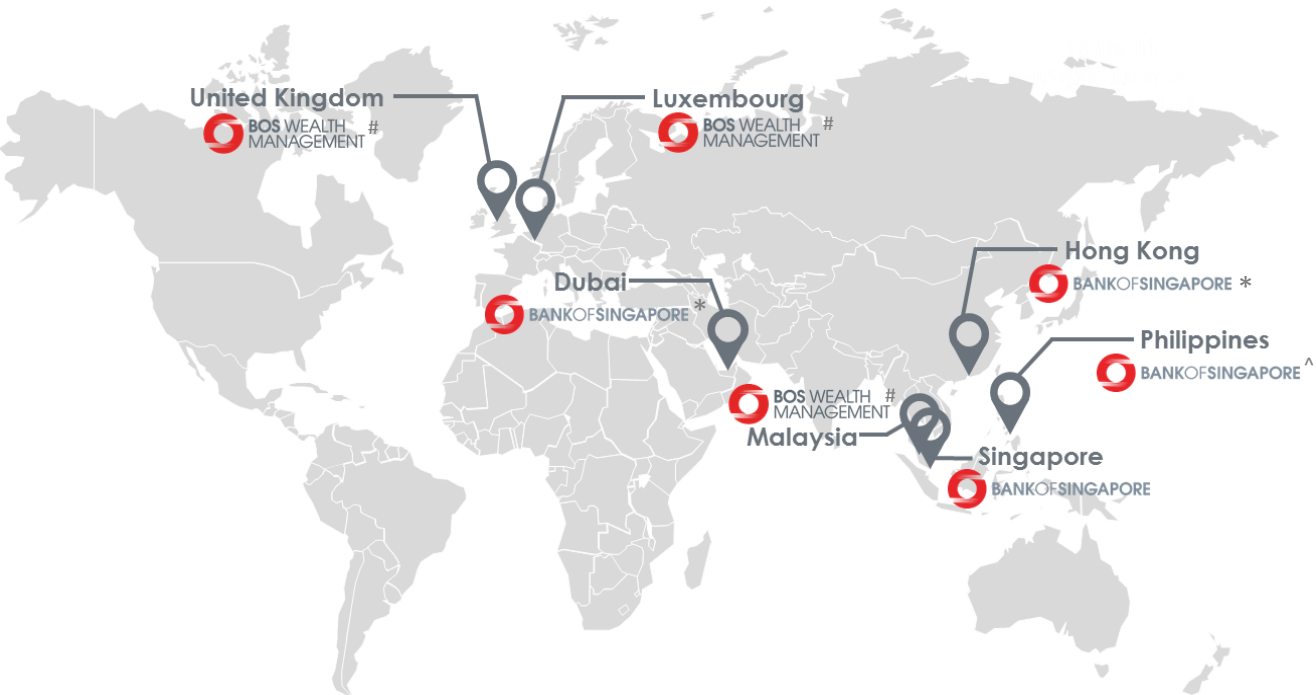 United Kingdom
BOS WEALTH #
MANAGEMENT
Luxembourg
BOS WEALTH #
MANAGEMENT
Hong Kong
BANKOFSINGAPORE *
Dubai
BANKOFSINGAPORE *
Philippines
BANKOFSINGAPORE ^
BOS WEALTH #
MANAGEMENT
Malaysia
Singapore
BANKOFSINGAPORE